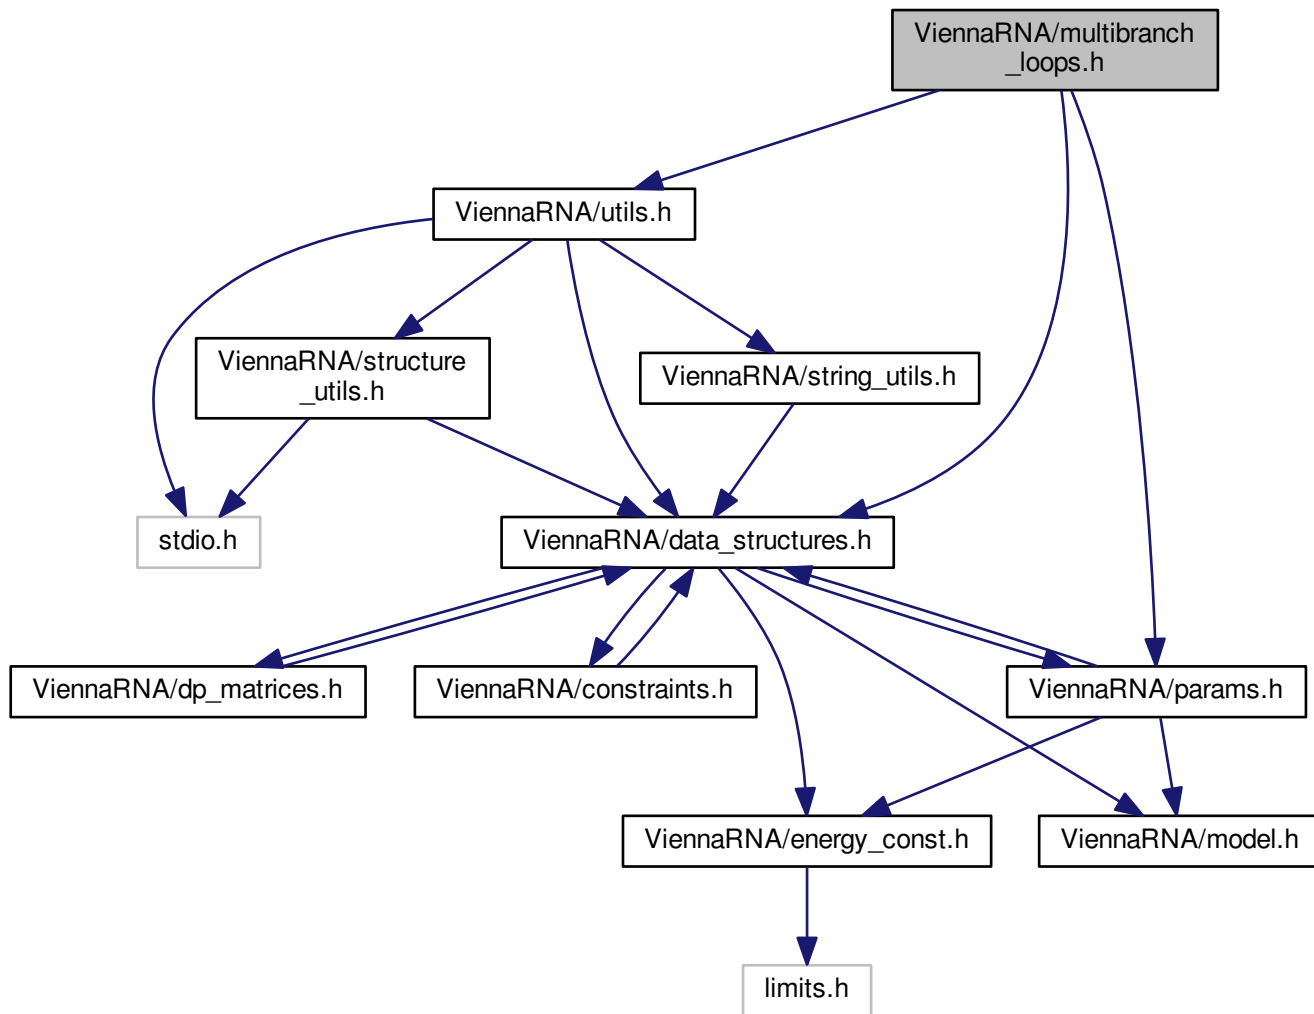 ViennaRNA/multibranch
_loops.h
ViennaRNA/utils.h
ViennaRNA/structure
_utils.h
ViennaRNA/string_utils.h
stdio.h
ViennaRNA/data_structures.h
ViennaRNA/dp_matrices.h
ViennaRNA/constraints.h
ViennaRNA/params.h
ViennaRNA/energy_const.h
ViennaRNA/model.h
limits.h